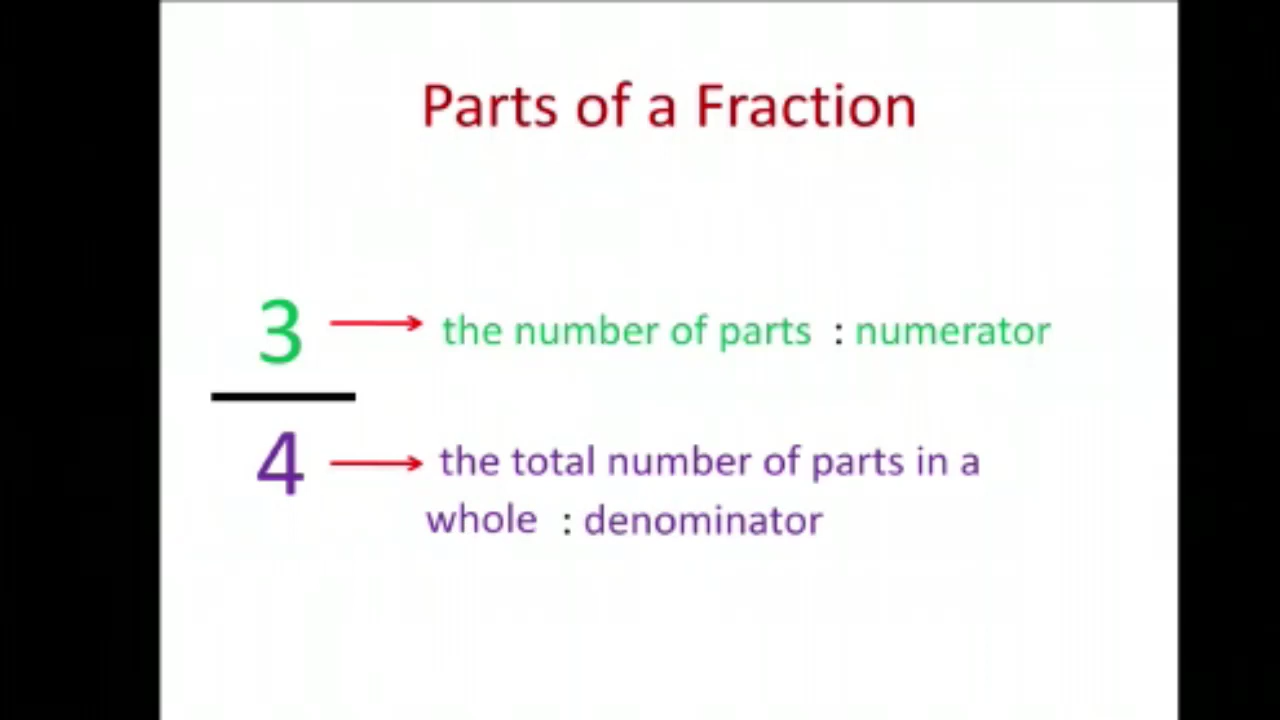 Parts of a Fraction
3 the number of parts : numerator
4 the total number of parts in a
whole : denominator